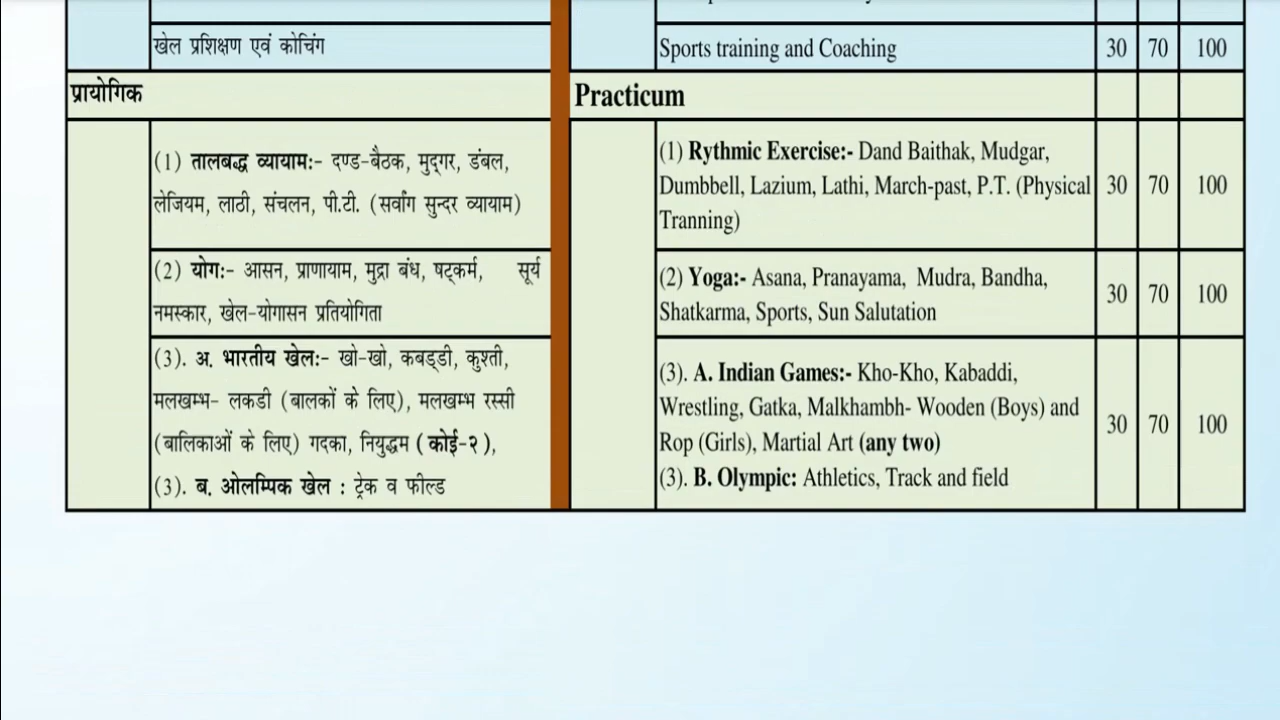 खेल प्रशिक्षण एवं कोचिंग
Sports training and Coaching 30 70 100
प्रायोगिक
Practicum
(1) तालबद्ध व्यायामः- दण्ड-बैठक, मुद्गर, डंबल,
लेजियम, लाठी, संचलन, पी.टी. (सर्वांग सुन्दर व्यायाम)
(1) Rythmic Exercise:- Dand Baithak, Mudgar,
Dumbbell, Lazium, Lathi, March-past, P.T. (Physical
Tranning)
30 70 100
(2) योगः- आसन, प्राणायाम, मुद्रा बंध, षट्कर्म, सूर्य
नमस्कार, खेल-योगासन प्रतियोगिता
(2) Yoga:- Asana, Pranayama, Mudra, Bandha,
Shatkarma, Sports, Sun Salutation
30 70 100
(3). अ. भारतीय खेलः- खो-खो, कबड्डी, कुश्ती,
मलखम्भ- लकडी (बालकों के लिए), मलखम्भ रस्सी
(बालिकाओं के लिए) गदका, नियुद्धम (कोई-२),
(3). ब. ओलम्पिक खेल : ट्रेक व फील्ड
(3). A. Indian Games:- Kho-Kho, Kabaddi,
Wrestling, Gatka, Malkhambh- Wooden (Boys) and
Rop (Girls), Martial Art (any two)
(3). B. Olympic: Athletics, Track and field
30 70 100